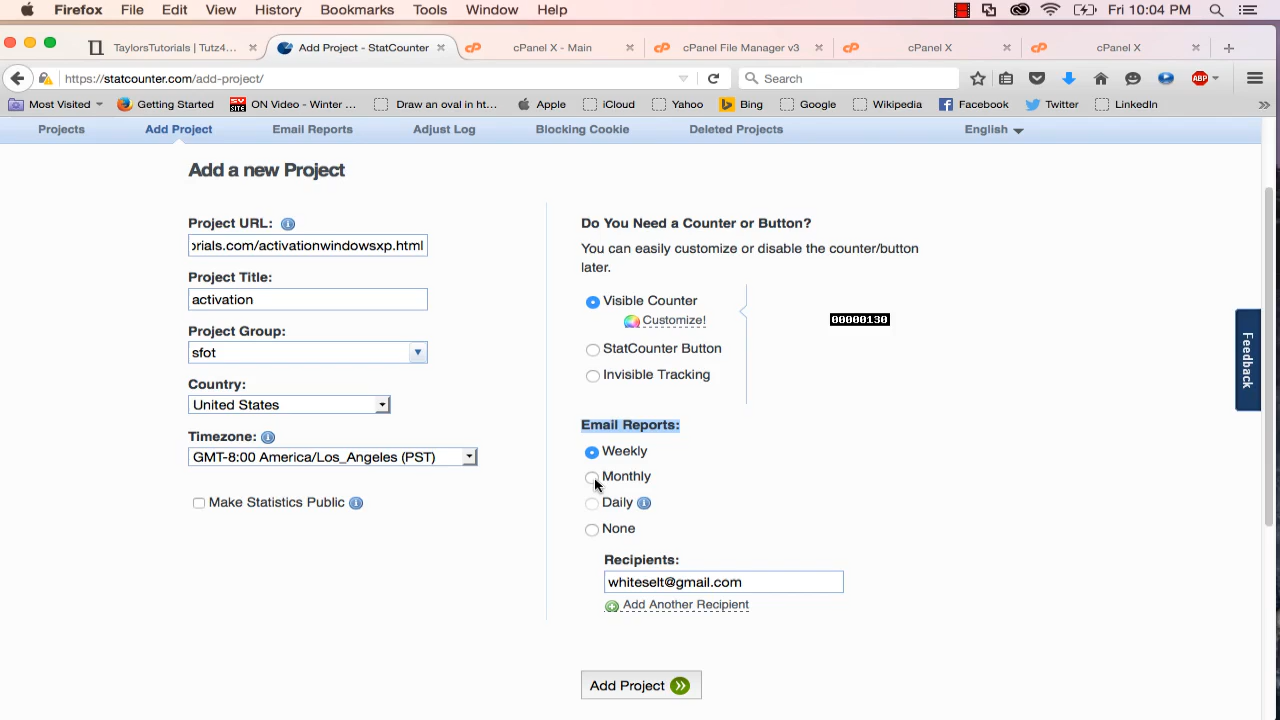 Firefox File Edit View History Bookmarks Tools Window Help Fri 10:04 PM
TaylorsTutorials | Tutz4... × Add Project - StatCounter × cP cPanel X - Main × cP cPanel File Manager v3 × cP cPanel X × cP cPanel X × +
https://statcounter.com/add-project/ Search ABP
Most Visited Getting Started SV SITE ON Video - Winter ... Draw an oval in ht... Apple iCloud Yahoo Bing Google Wikipedia Facebook Twitter LinkedIn »
Projects Add Project Email Reports Adjust Log Blocking Cookie Deleted Projects English
Add a new Project
Project URL:
orials.com/activationwindowsxp.html
Project Title:
activation
Project Group:
sfot
Country:
United States
Timezone:
GMT-8:00 America/Los_Angeles (PST)
Make Statistics Public
Do You Need a Counter or Button?
You can easily customize or disable the counter/button
later.
Visible Counter
Customize!
00000130
StatCounter Button
Invisible Tracking
Email Reports:
Weekly
Monthly
Daily
None
Recipients:
whiteselt@gmail.com
Add Another Recipient
Add Project
Feedback